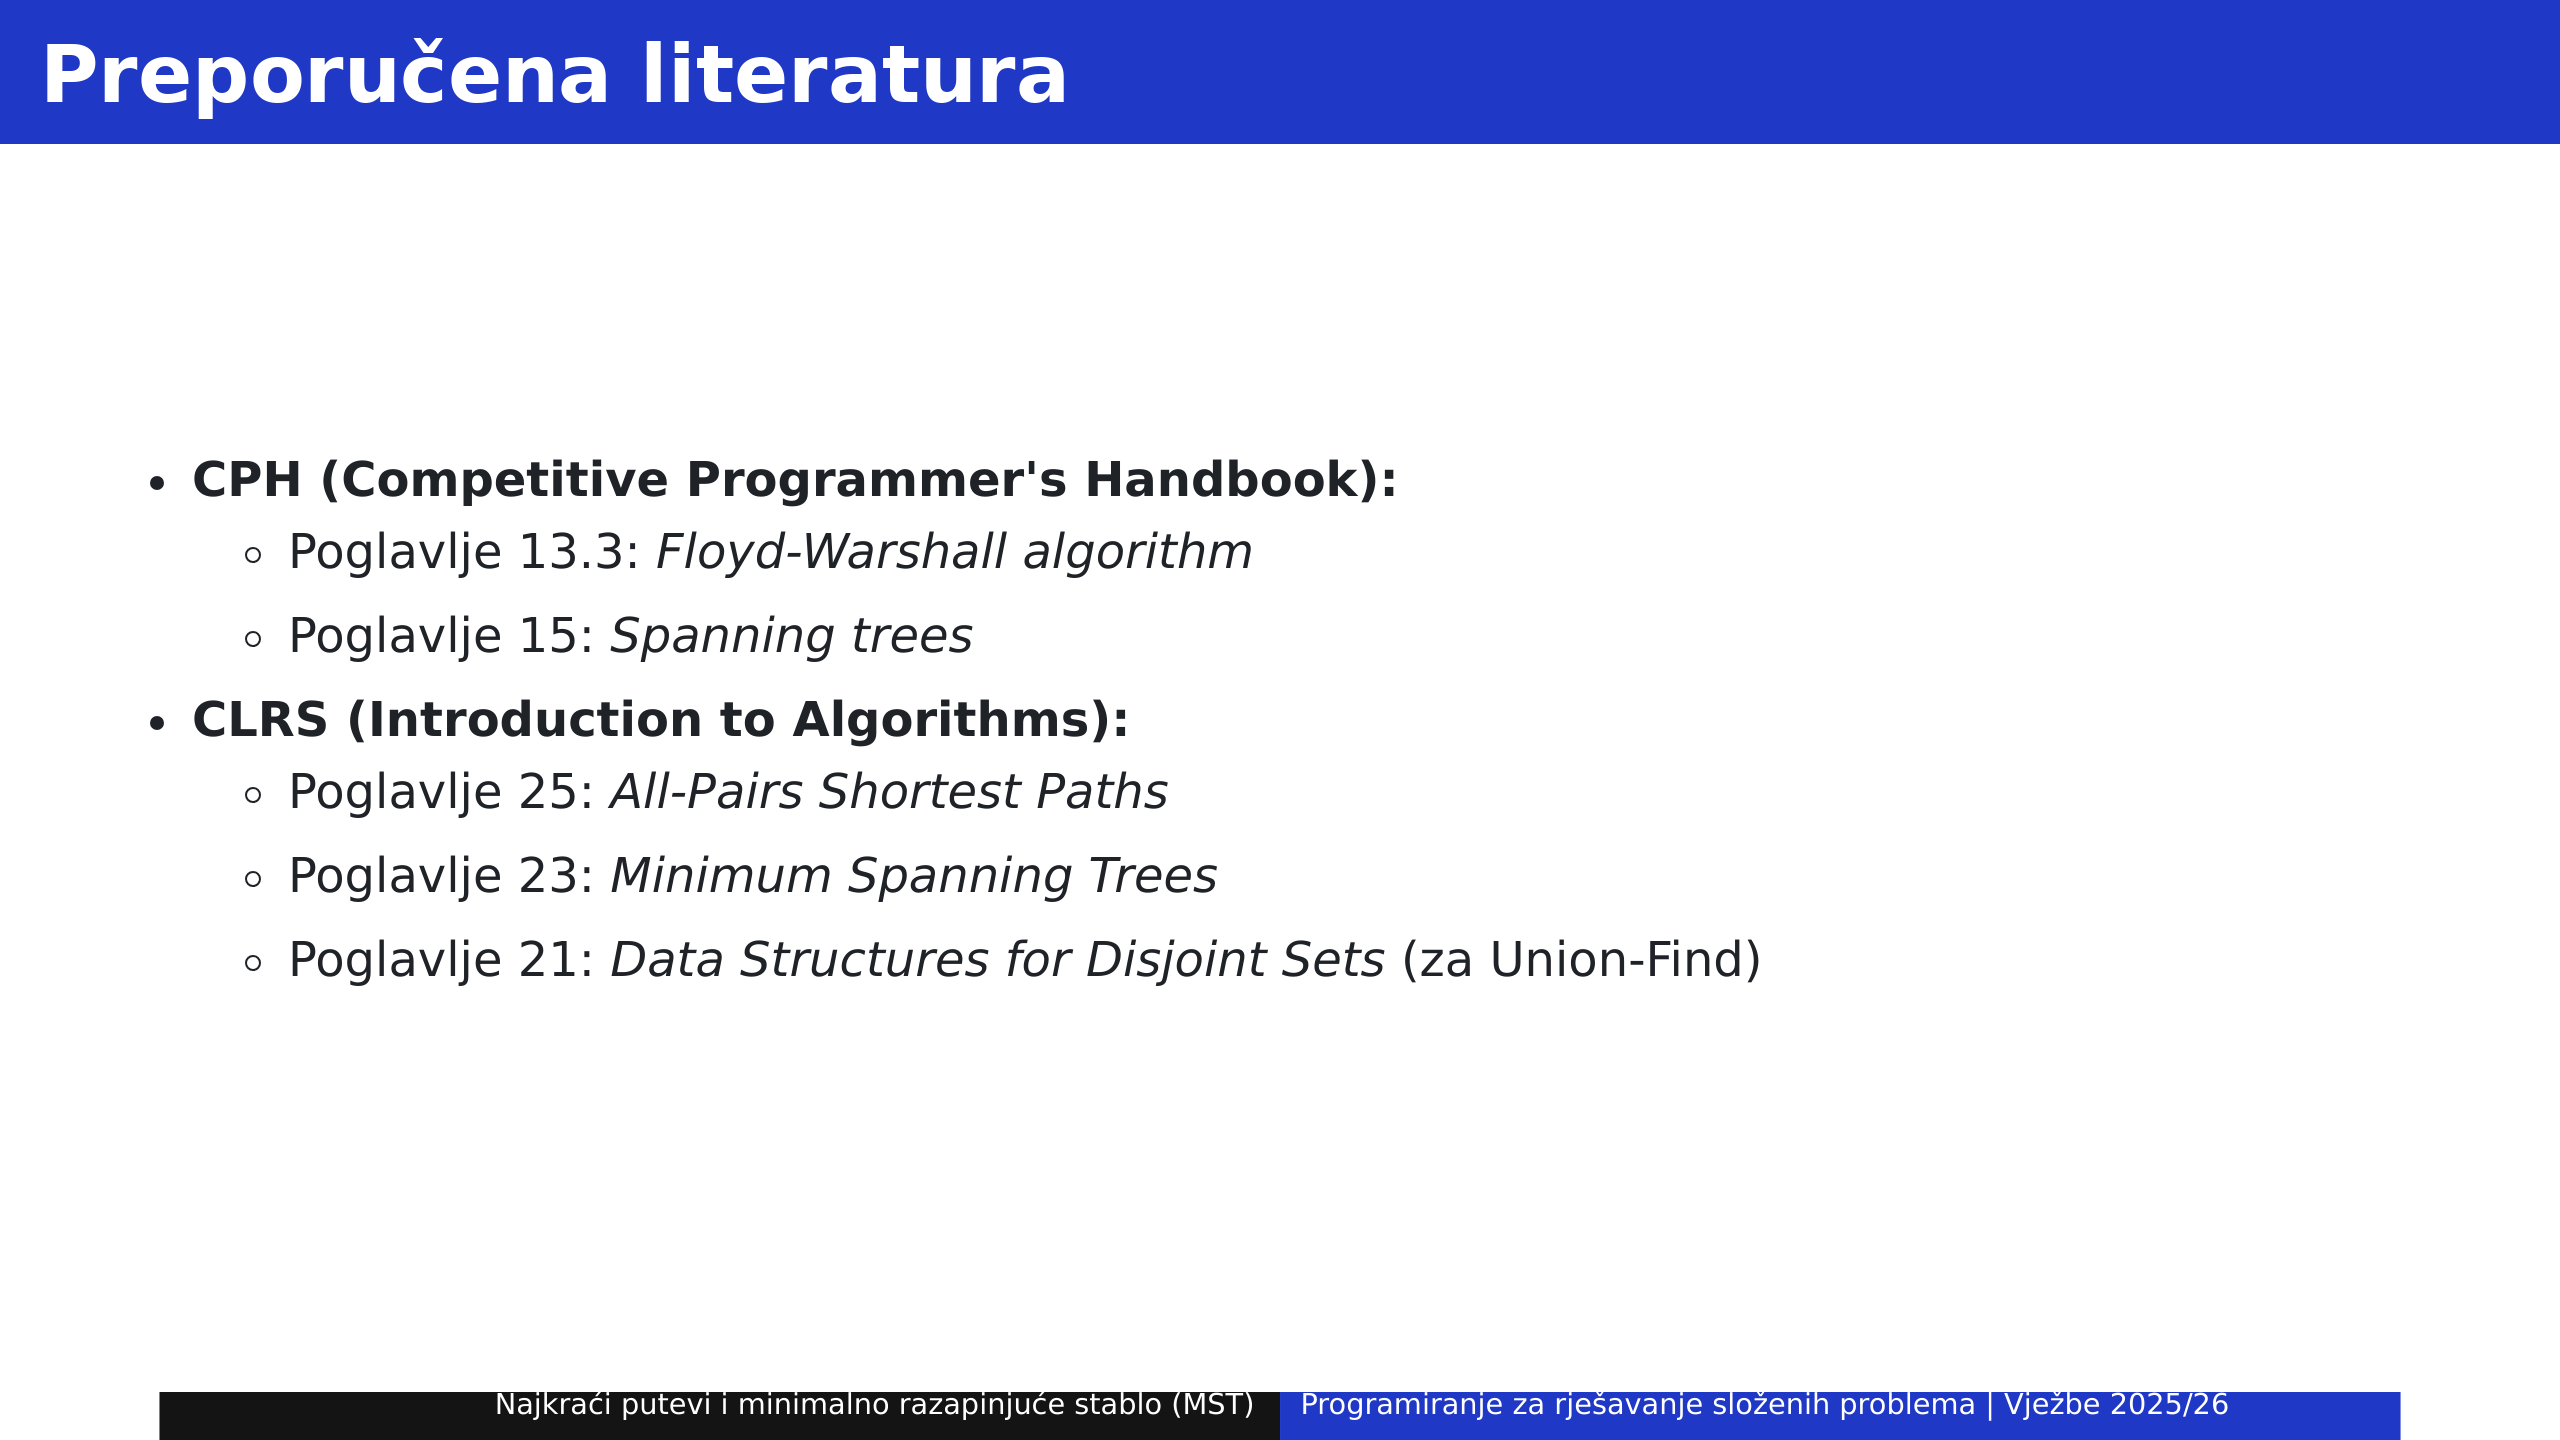 Preporučena literatura
• CPH (Competitive Programmer's Handbook):
◦ Poglavlje 13.3: Floyd-Warshall algorithm
◦ Poglavlje 15: Spanning trees
• CLRS (Introduction to Algorithms):
◦ Poglavlje 25: All-Pairs Shortest Paths
◦ Poglavlje 23: Minimum Spanning Trees
◦ Poglavlje 21: Data Structures for Disjoint Sets (za Union-Find)
Najkraći putevi i minimalno razapinjuće stablo (MST)
Programiranje za rješavanje složenih problema | Vježbe 2025/26